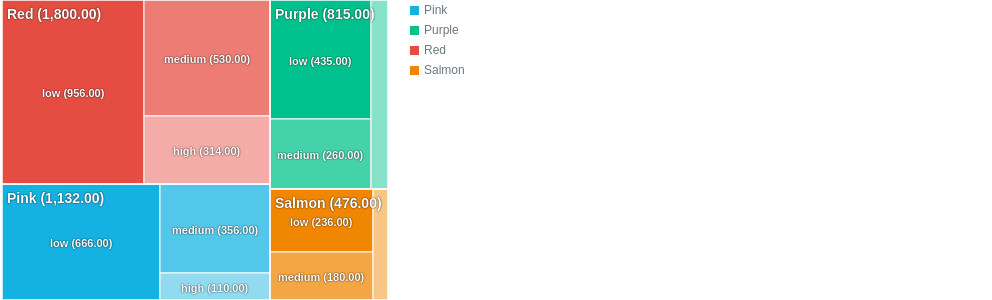 Red (1,800.00)
low (956.00)
medium (530.00)
high (314.00)
Purple (815.00)
low (435.00)
medium (260.00)
Pink (1,132.00)
low (666.00)
medium (356.00)
high (110.00)
Salmon (476.00)
low (236.00)
medium (180.00)
Pink
Purple
Red
Salmon